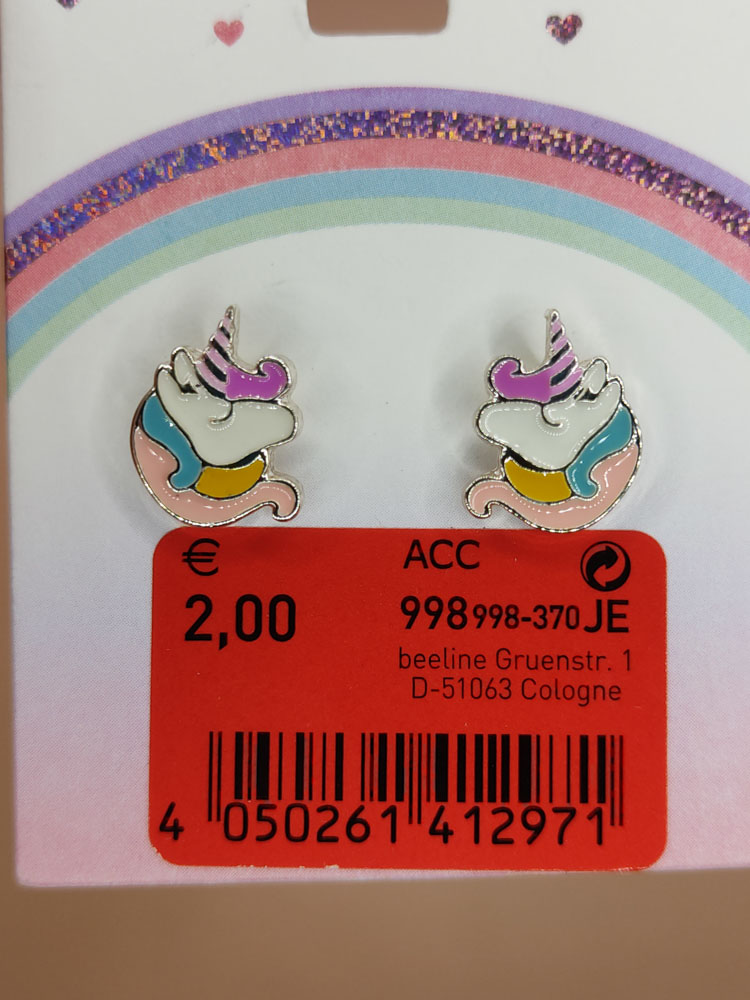 € ACC
2,00 998998-370JE
beeline Gruenstr. 1
D-51063 Cologne
4 050261 412971